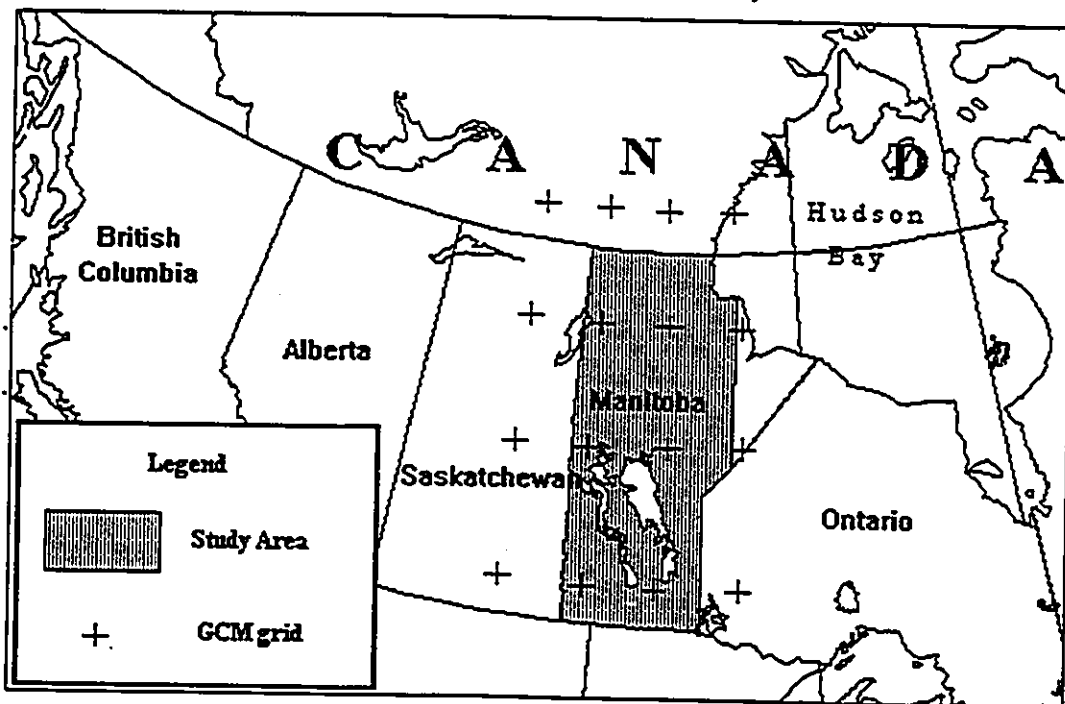 C A N A D A
Hudson
Bay
British
Columbia
Alberta
Manitoba
Saskatchewan
Ontario
Legend
Study Area
GCM grid